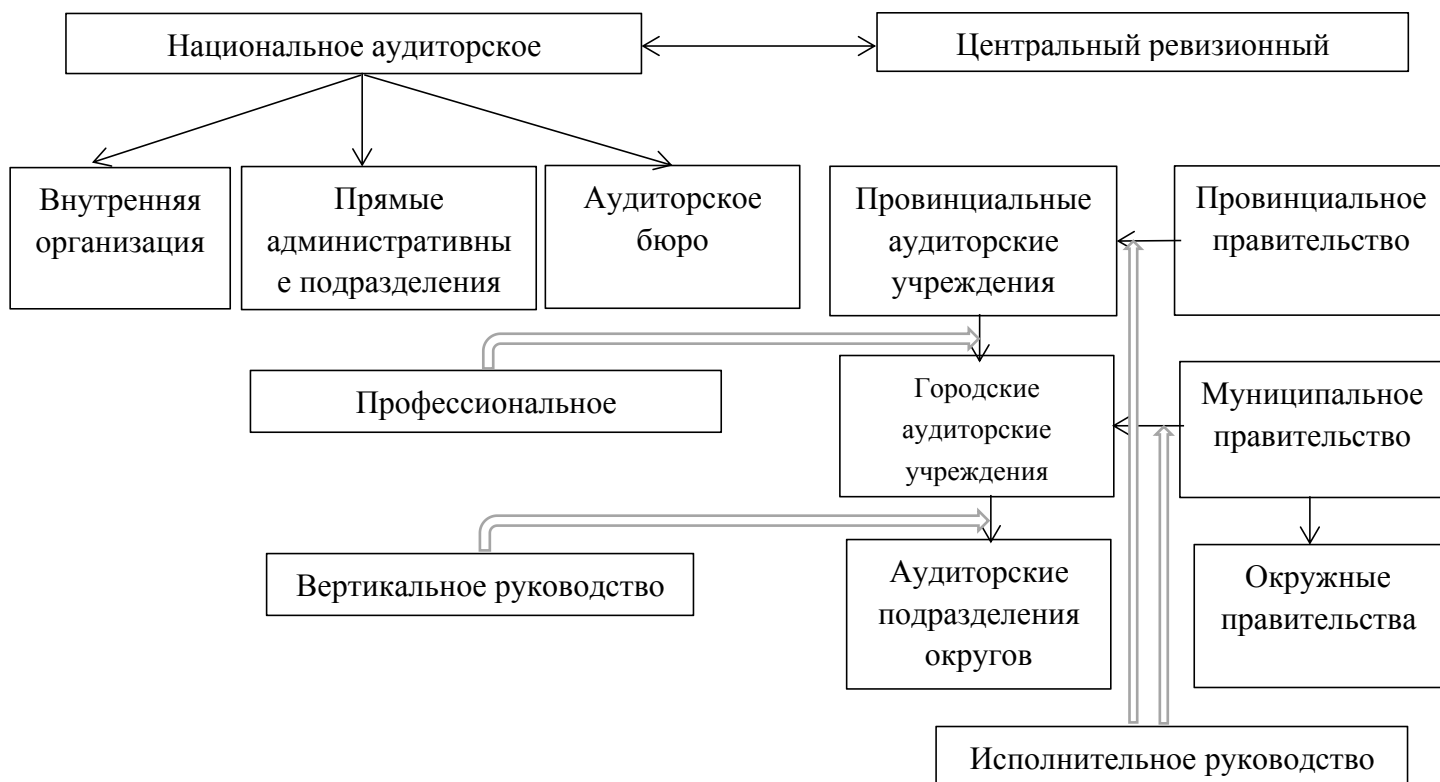 Национальное аудиторское
Центральный ревизионный
Внутренняя
организация
Прямые
административны
е подразделения
Аудиторское
бюро
Провинциальные
аудиторские
учреждения
Провинциальное
правительство
Профессиональное
Городские
аудиторские
учреждения
Муниципальное
правительство
Вертикальное руководство
Аудиторские
подразделения
округов
Окружные
правительства
Исполнительное руководство